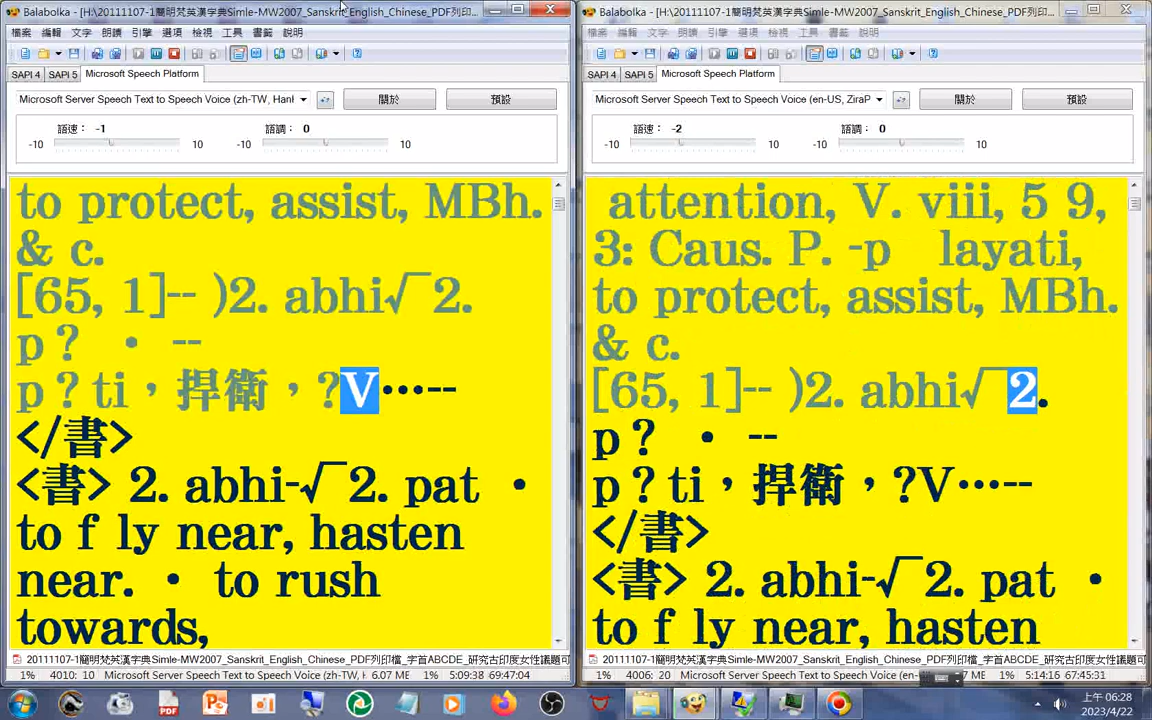 Balabolka - [H:\20111107-1簡明梵英漢字典Simle-MW2007_Sanskrit_English_Chinese_PDF列印...
檔案 編輯 文字 朗讀 引擎 選項 檢視 工具 書籤 說明
SAPI 4 SAPI 5 Microsoft Speech Platform
Microsoft Server Speech Text to Speech Voice (zh-TW, HanI 關於 預設
語速: -1 語調: 0
-10 10 -10 10
to protect, assist, MBh.
& c.
[65, 1]-- )2. abhi√￣2.
p？ • --
p？ti，捍衛，?V…--
</書>
<書> 2. abhi-√￣2. pat •
to f ly near, hasten
near. • to rush
towards,
20111107-1簡明梵英漢字典Simle-MW2007_Sanskrit_English_Chinese_PDF列印檔_字首ABCDE_研究古印度女性議題可
1% 4010: 10 Microsoft Server Speech Text to Speech Voice (zh-TW, H 6.07 MB 1% 5:09:38 69:47:04
Balabolka - [H:\20111107-1簡明梵英漢字典Simle-MW2007_Sanskrit_English_Chinese_PDF列印...
檔案 編輯 文字 朗讀 引擎 選項 檢視 工具 書籤 說明
SAPI 4 SAPI 5 Microsoft Speech Platform
Microsoft Server Speech Text to Speech Voice (en-US, ZiraP 關於 預設
語速: -2 語調: 0
-10 10 -10 10
attention, V. viii, 5 9,
3: Caus. P. -p layati,
to protect, assist, MBh.
& c.
[65, 1]-- )2. abhi√￣2.
p？ • --
p？ti，捍衛，?V…--
</書>
<書> 2. abhi-√￣2. pat •
to f ly near, hasten
20111107-1簡明梵英漢字典Simle-MW2007_Sanskrit_English_Chinese_PDF列印檔_字首ABCDE_研究古印度女性議題可
1% 4006: 20 Microsoft Server Speech Text to Speech Voice 1% 5:14:16 67:45:31
上午 06:28
2023/4/22